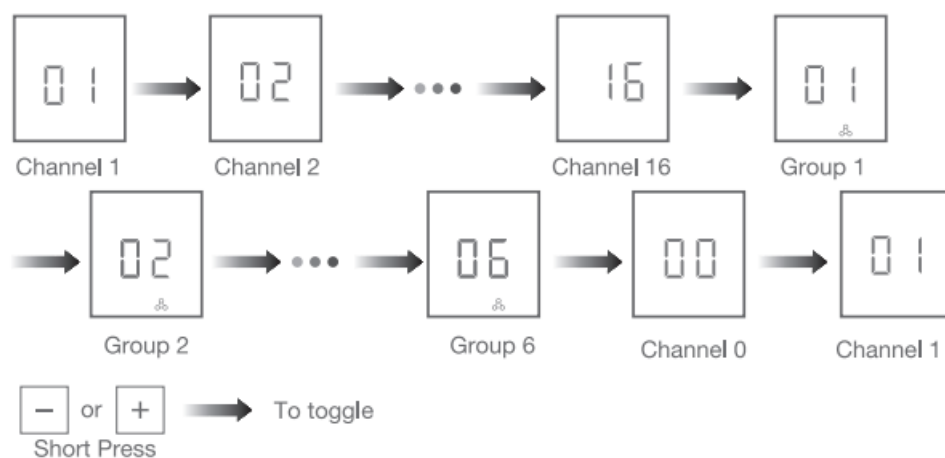 01 02 16 01
Channel 1 Channel 2 Channel 16 Group 1
02 06 00 01
Group 2 Group 6 Channel 0 Channel 1
− or + To toggle
Short Press